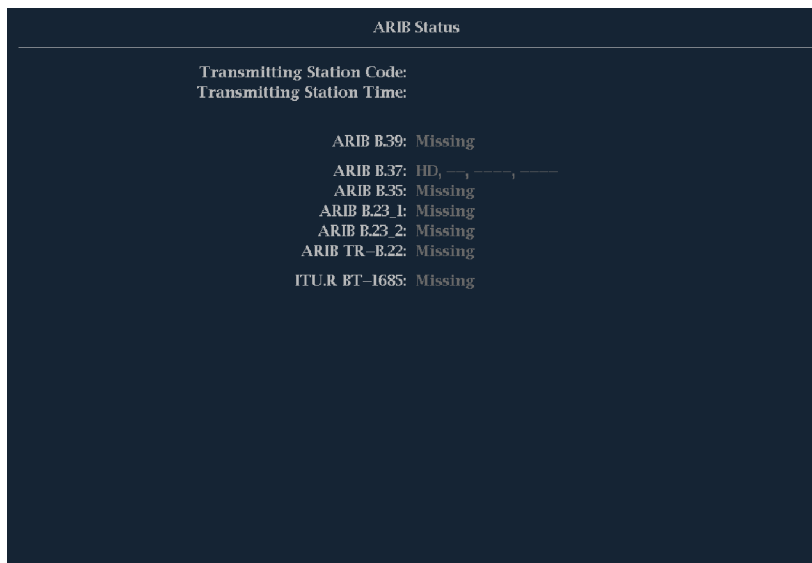 ARIB Status
Transmitting Station Code:
Transmitting Station Time:
ARIB B.39: Missing
ARIB B.37: HD, --, ----, ----
ARIB B.35: Missing
ARIB B.23_1: Missing
ARIB B.23_2: Missing
ARIB TR-B.22: Missing
ITU.R BT-1685: Missing